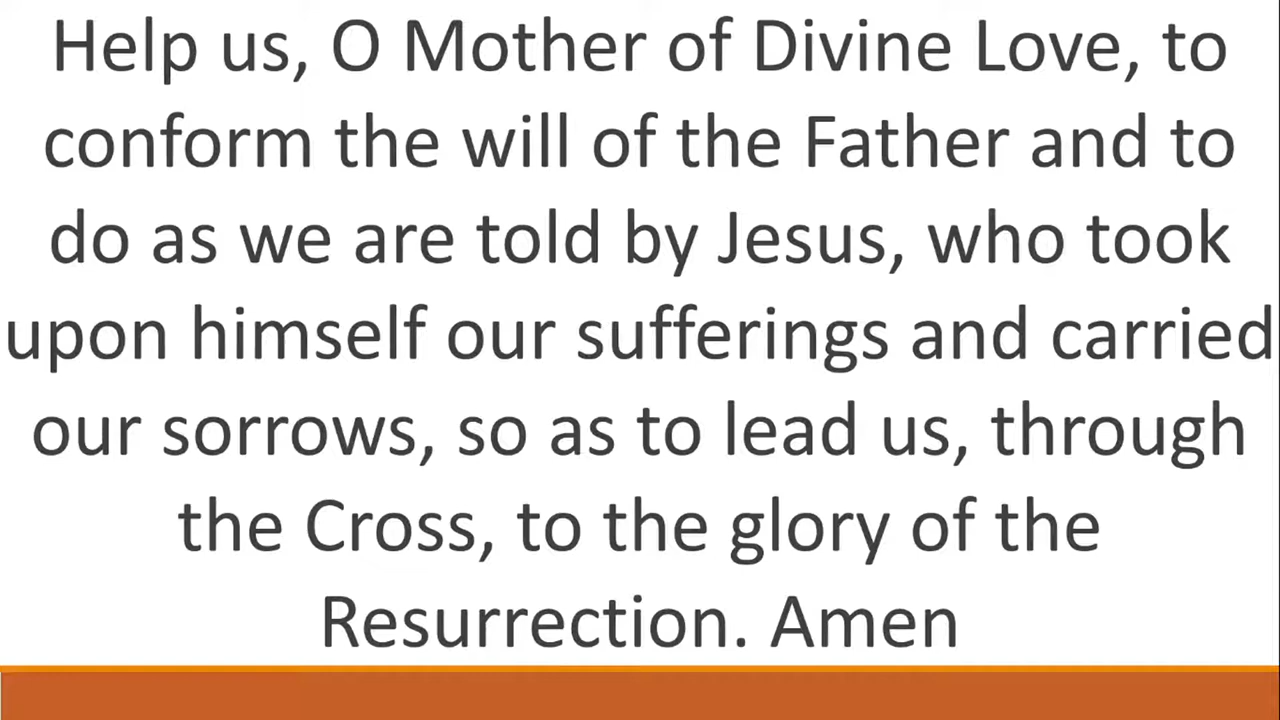 Help us, O Mother of Divine Love, to
conform the will of the Father and to
do as we are told by Jesus, who took
upon himself our sufferings and carried
our sorrows, so as to lead us, through
the Cross, to the glory of the
Resurrection. Amen